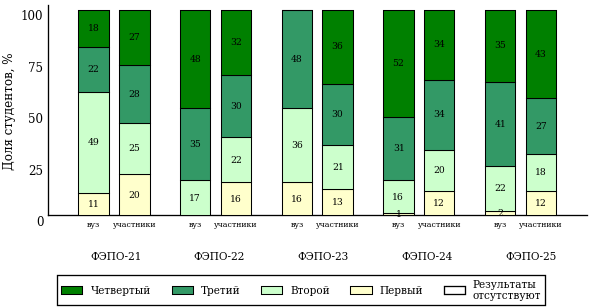 Доля студентов, %
100
75
50
25
0
18 27 48 32 48 36 52 34 35 43
22 28 35 30 36 30 31 34 41 27
49 25 17 22 16 21 16 20 22 18
11 20 16 13 1 12 2 12
вуз участники вуз участники вуз участники вуз участники вуз участники
ФЭПО-21 ФЭПО-22 ФЭПО-23 ФЭПО-24 ФЭПО-25
Четвертый Третий Второй Первый Результаты
отсутствуют